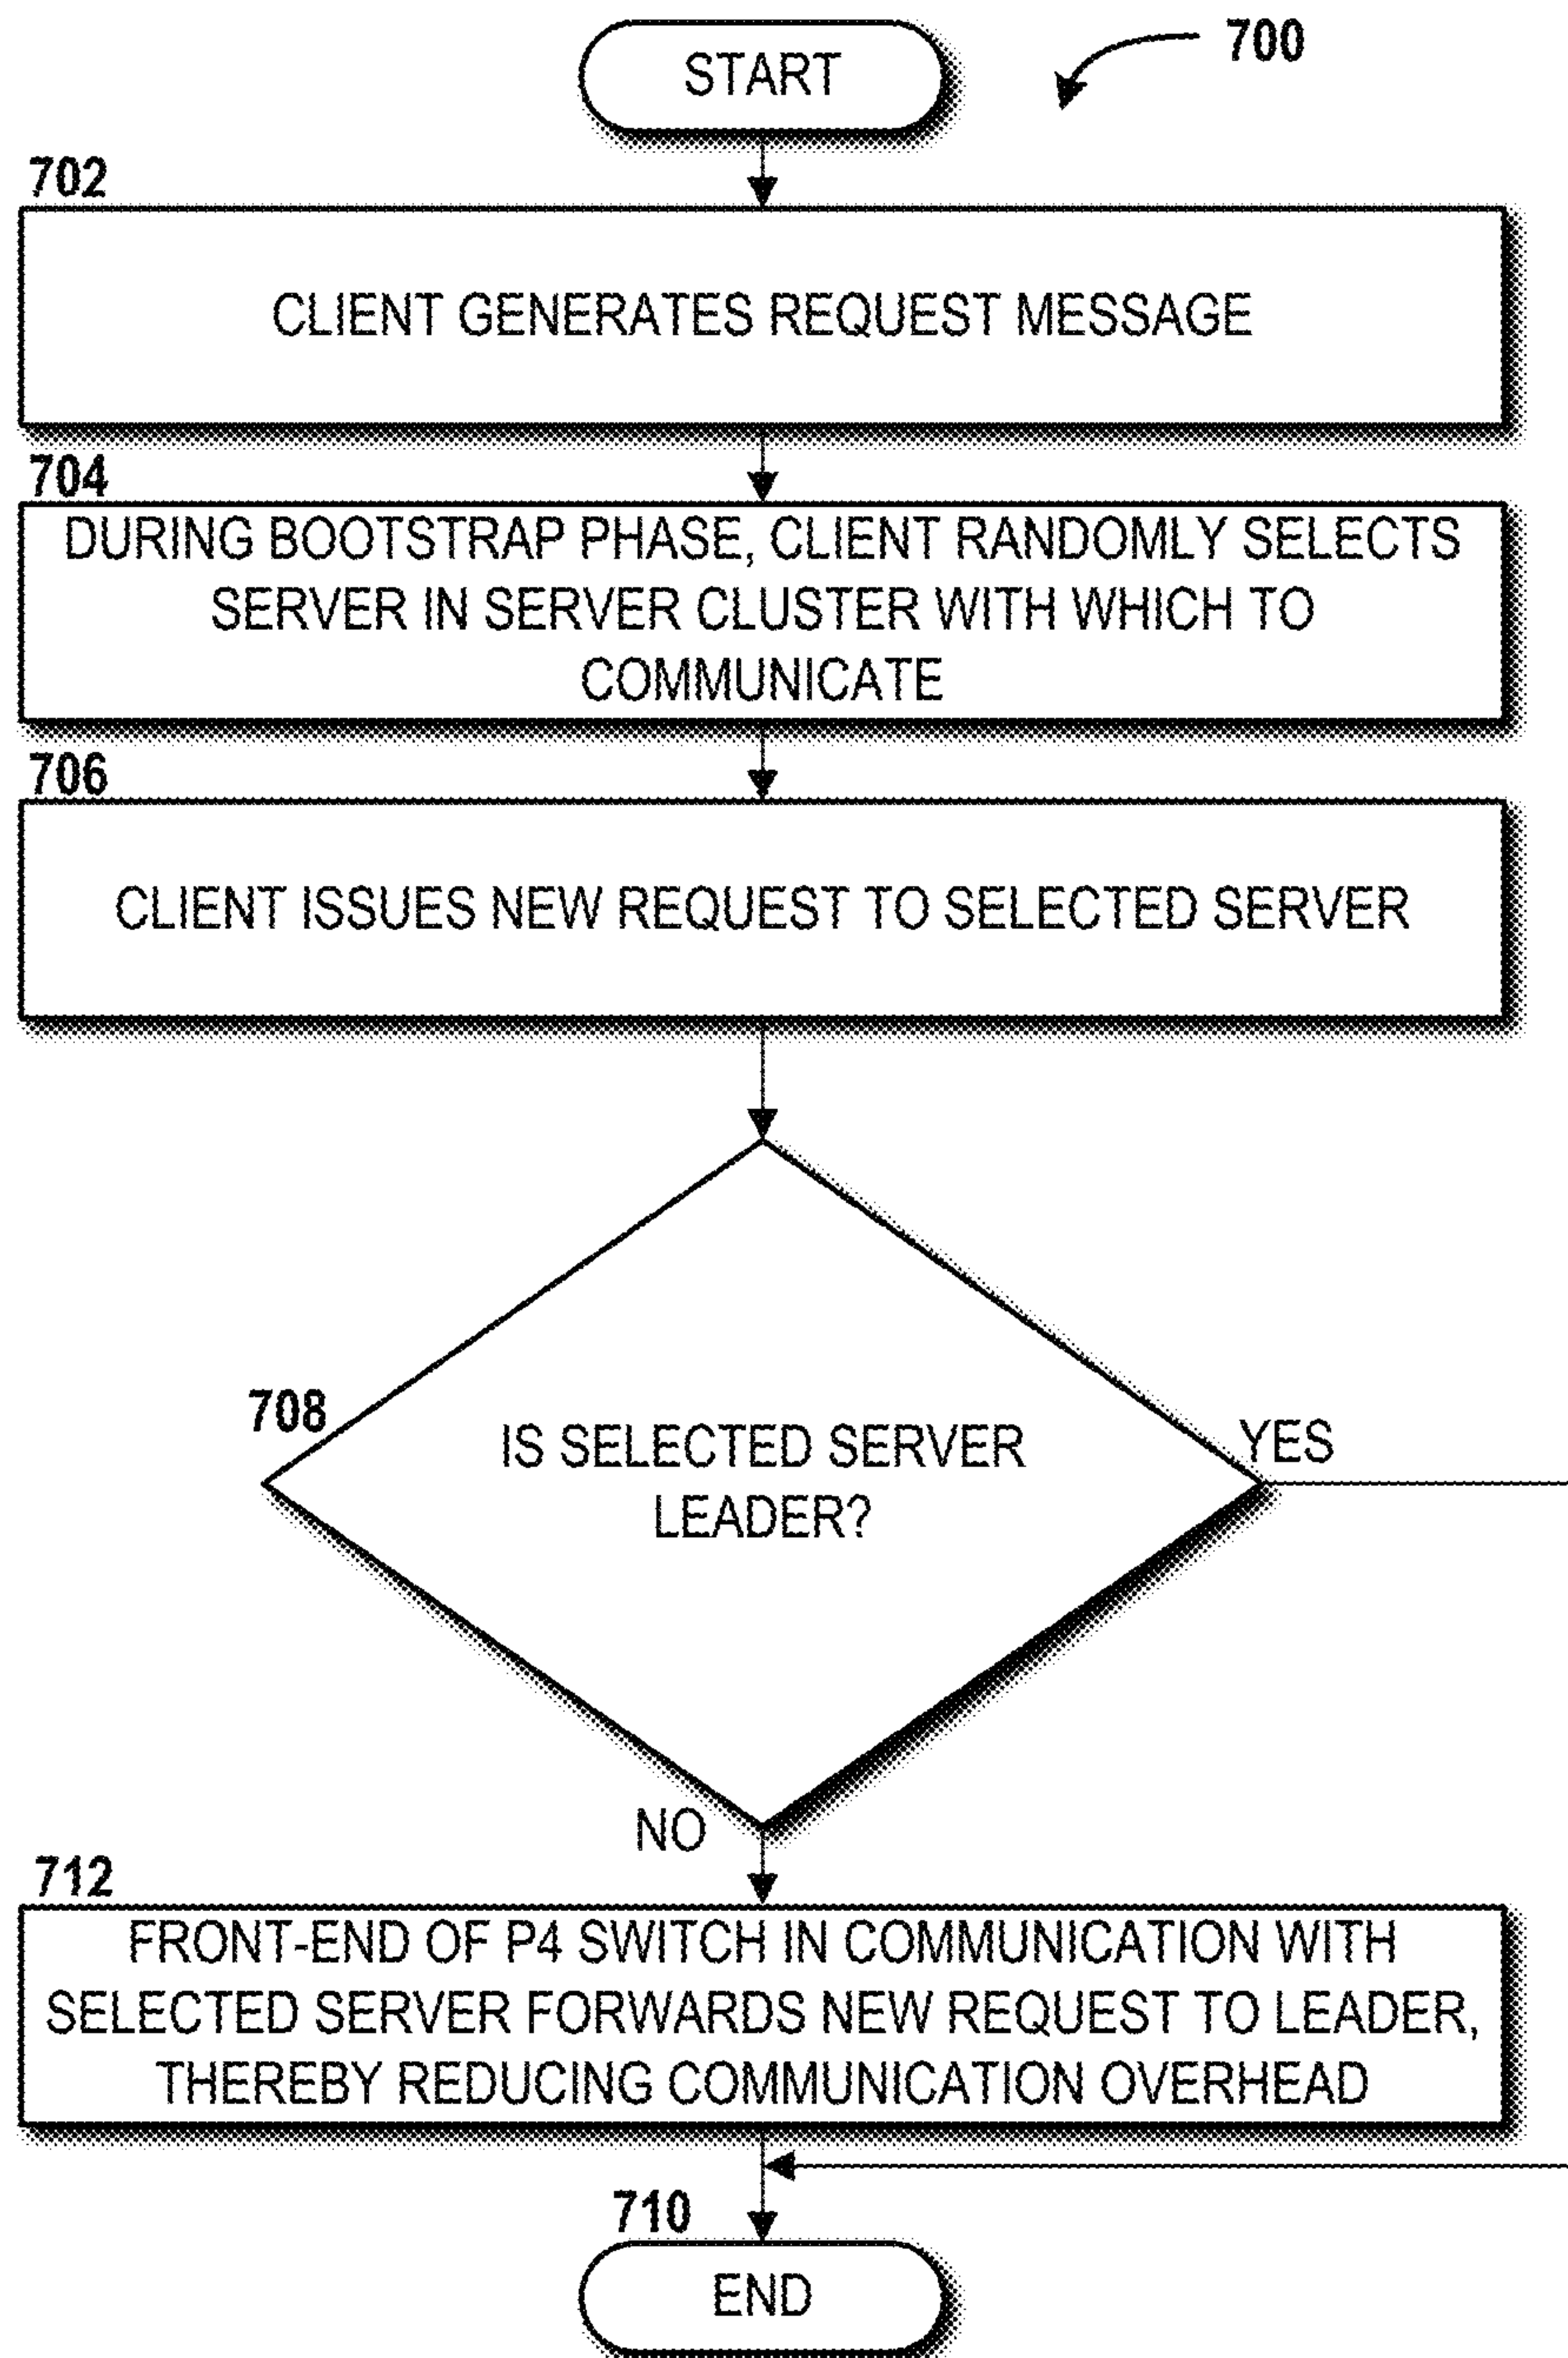 START
700
702
CLIENT GENERATES REQUEST MESSAGE
704
DURING BOOTSTRAP PHASE, CLIENT RANDOMLY SELECTS
SERVER IN SERVER CLUSTER WITH WHICH TO
COMMUNICATE
706
CLIENT ISSUES NEW REQUEST TO SELECTED SERVER
708
IS SELECTED SERVER
LEADER?
YES
NO
712
FRONT-END OF P4 SWITCH IN COMMUNICATION WITH
SELECTED SERVER FORWARDS NEW REQUEST TO LEADER,
THEREBY REDUCING COMMUNICATION OVERHEAD
710
END